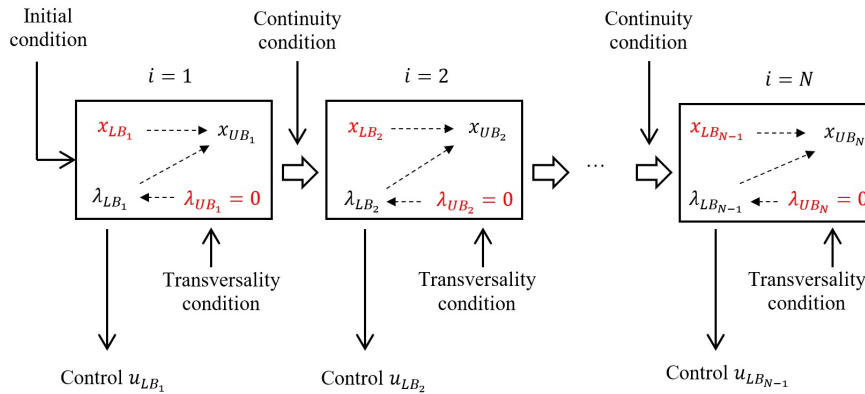 Initial
condition
Continuity
condition
Continuity
condition
i = 1
i = 2
i = N
x_{LB_1}
x_{UB_1}
λ_{LB_1}
λ_{UB_1} = 0
x_{LB_2}
x_{UB_2}
λ_{LB_2}
λ_{UB_2} = 0
...
x_{LB_{N-1}}
x_{UB_N}
λ_{LB_{N-1}}
λ_{UB_N} = 0
Transversality
condition
Transversality
condition
Transversality
condition
Control u_{LB_1}
Control u_{LB_2}
Control u_{LB_{N-1}}